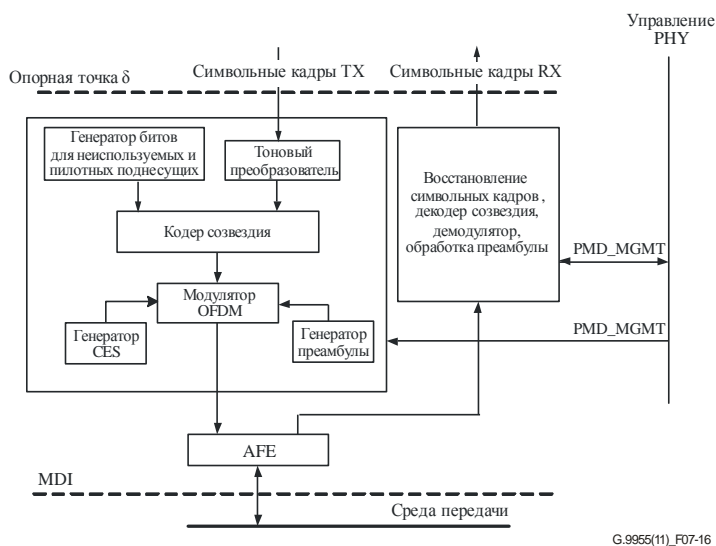 Управление
PHY
Опорная точка δ
Символьные кадры TX
Символьные кадры RX
Генератор битов
для неиспользуемых и
пилотных поднесущих
Тоновый
преобразователь
Кодер созвездия
Модулятор
OFDM
Генератор
CES
Генератор
преамбулы
Восстановление
символьных кадров,
декодер созвездия,
демодулятор,
обработка преамбулы
PMD_MGMT
PMD_MGMT
AFE
MDI
Среда передачи
G.9955(11)_F07-16